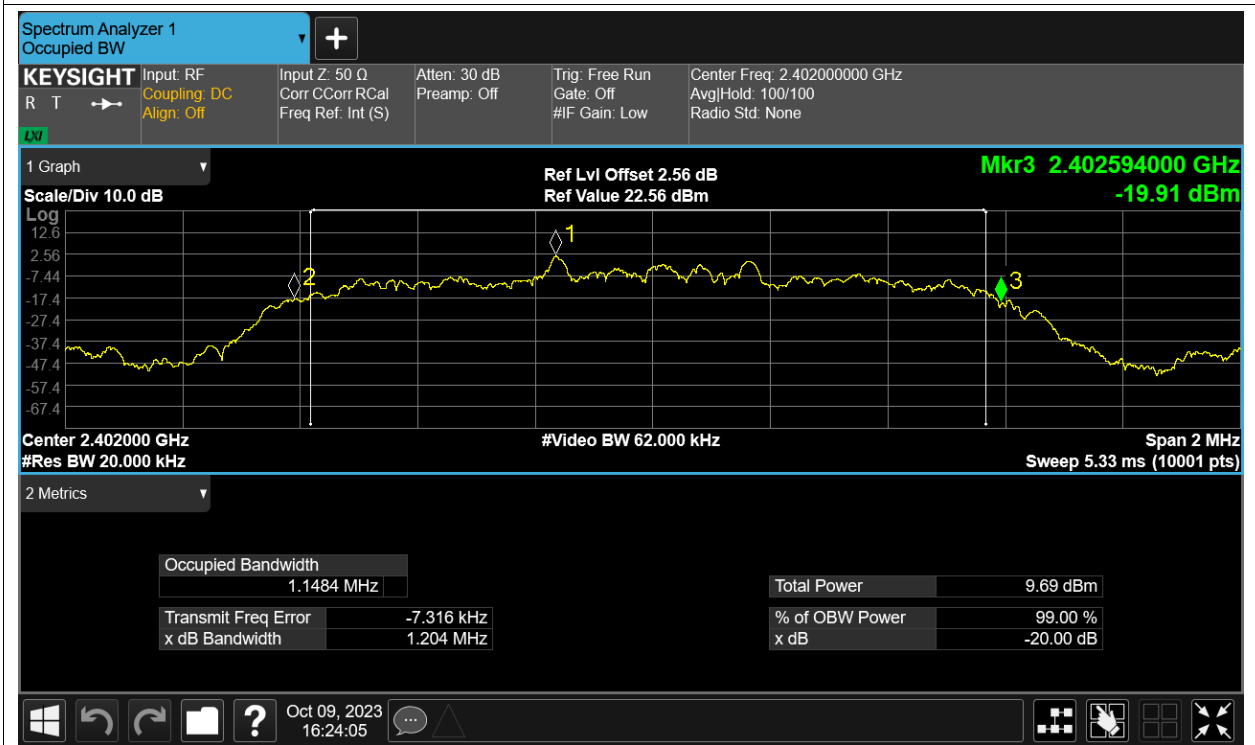 Spectrum Analyzer 1
Occupied BW
KEYSIGHT
R T
LXI
Input: RF
Coupling: DC
Align: Off
Input Z: 50 Ω
Corr CCorr RCal
Freq Ref: Int (S)
Atten: 30 dB
Preamp: Off
Trig: Free Run
Gate: Off
#IF Gain: Low
Center Freq: 2.402000000 GHz
Avg|Hold: 100/100
Radio Std: None
1 Graph
Scale/Div 10.0 dB
Ref Lvl Offset 2.56 dB
Ref Value 22.56 dBm
Mkr3 2.402594000 GHz
-19.91 dBm
Log
12.6
2.56
-7.44
-17.4
-27.4
-37.4
-47.4
-57.4
-67.4
1
2
3
Center 2.402000 GHz
#Res BW 20.000 kHz
#Video BW 62.000 kHz
Span 2 MHz
Sweep 5.33 ms (10001 pts)
2 Metrics
Occupied Bandwidth
1.1484 MHz
Transmit Freq Error -7.316 kHz
x dB Bandwidth 1.204 MHz
Total Power 9.69 dBm
% of OBW Power 99.00 %
x dB -20.00 dB
?
Oct 09, 2023
16:24:05